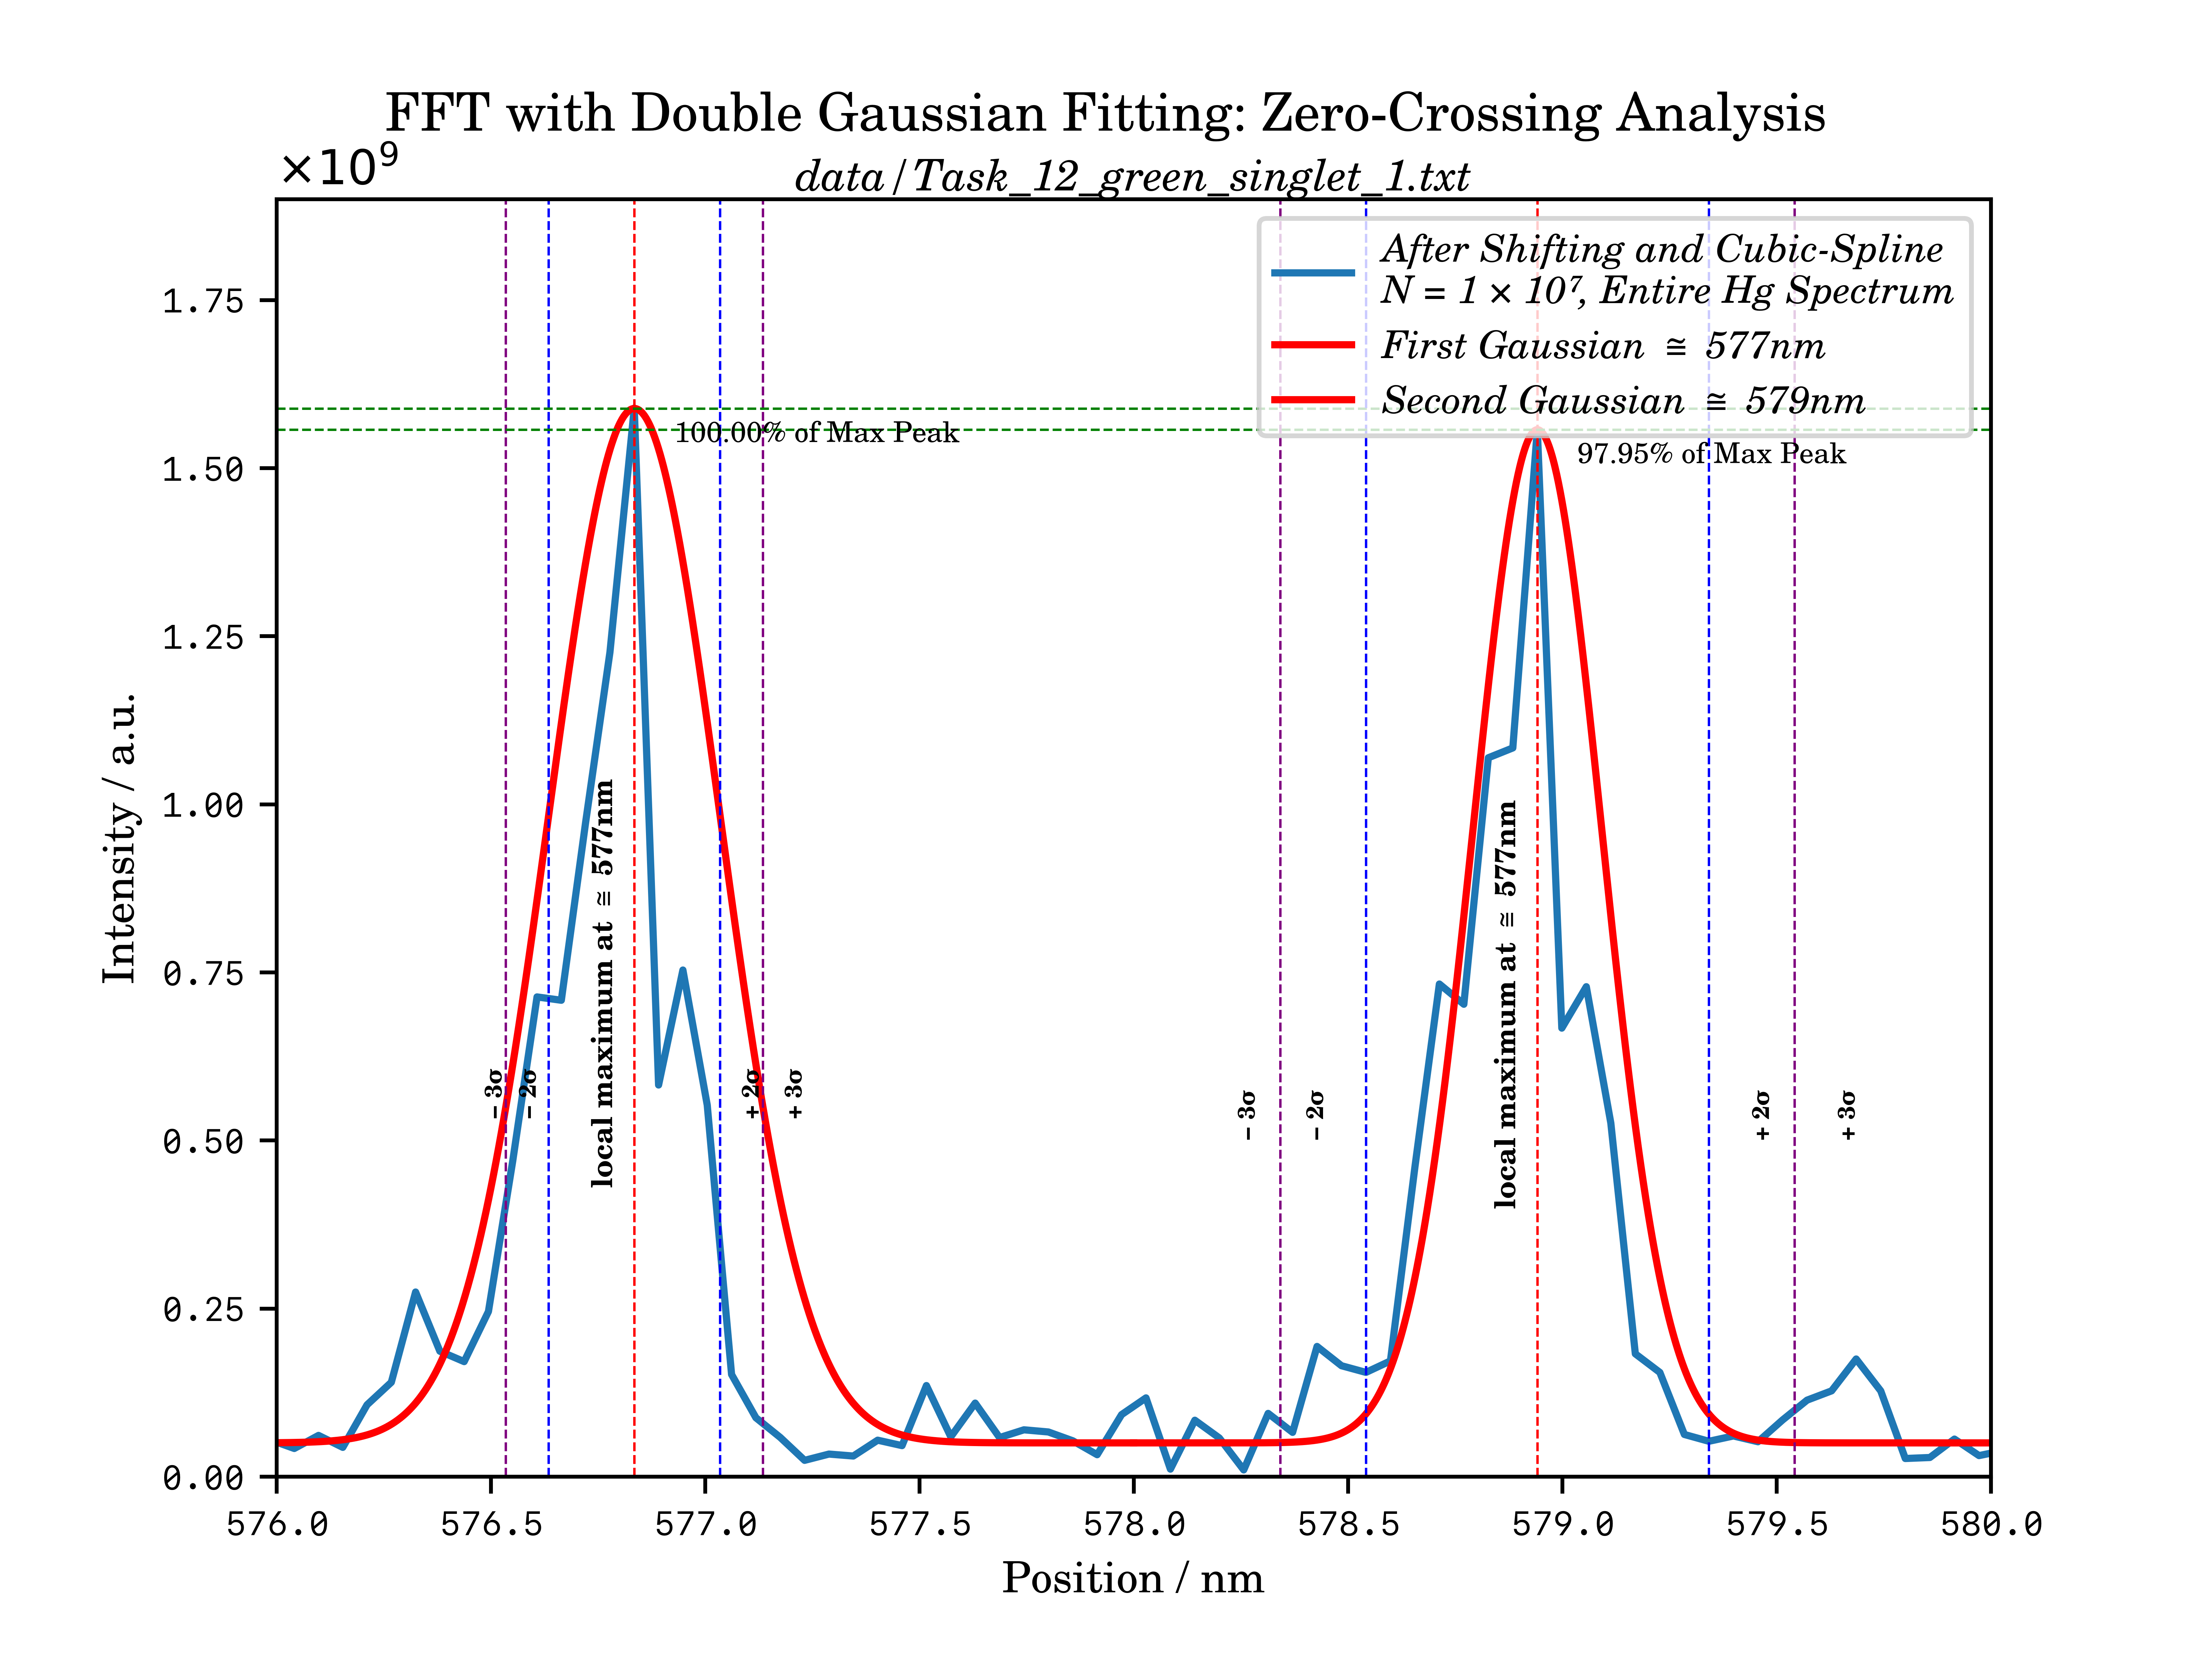 FFT with Double Gaussian Fitting: Zero-Crossing Analysis
×10⁹
data/Task_12_green_singlet_1.txt
After Shifting and Cubic-Spline
N = 1 × 10⁷, Entire Hg Spectrum
First Gaussian ≅ 577nm
Second Gaussian ≅ 579nm
100.00% of Max Peak
97.95% of Max Peak
local maximum at ≅ 577nm
local maximum at ≅ 577nm
− 3σ
− 2σ
+ 2σ
+ 3σ
− 3σ
− 2σ
+ 2σ
+ 3σ
Intensity / a.u.
1.75
1.50
1.25
1.00
0.75
0.50
0.25
0.00
576.0 576.5 577.0 577.5 578.0 578.5 579.0 579.5 580.0
Position / nm